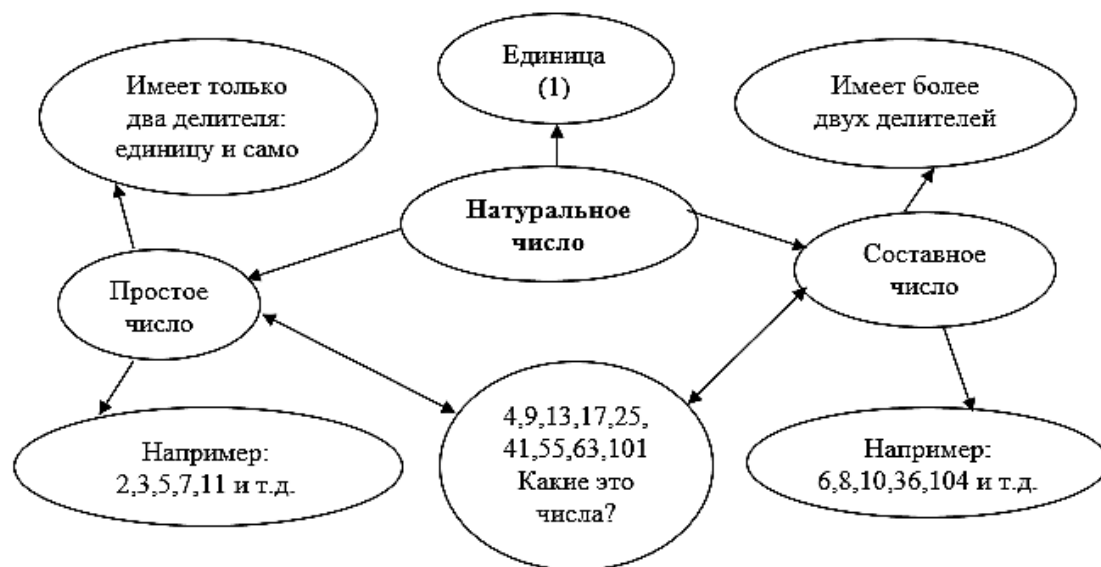 Единица
(1)
Имеет только
два делителя:
единицу и само
Имеет более
двух делителей
Натуральное
число
Простое
число
Составное
число
4,9,13,17,25,
41,55,63,101
Какие это
числа?
Например:
2,3,5,7,11 и т.д.
Например:
6,8,10,36,104 и т.д.